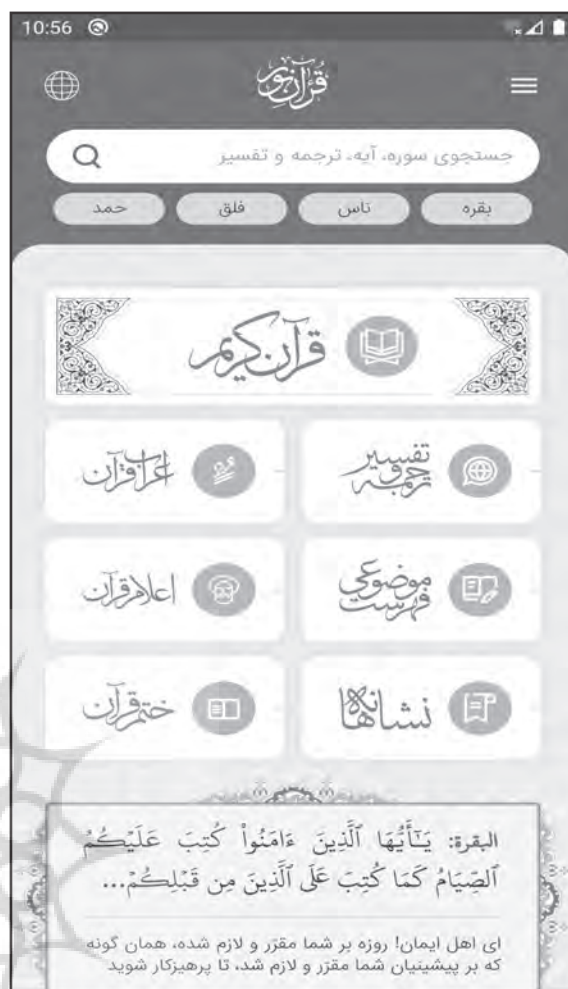 10:56
قرآن نور
جستجوی سوره، آیه، ترجمه و تفسیر
بقره ناس فلق حمد
قرآن کریم
ترجمه و تفسیر
اعراب قرآن
فهرست موضوعی
اعلام قرآن
نشانه‌ها
ختم قرآن
البقرة: يَـٰٓأَيُّهَا ٱلَّذِينَ ءَامَنُوا۟ كُتِبَ عَلَيْكُمُ
ٱلصِّيَامُ كَمَا كُتِبَ عَلَى ٱلَّذِينَ مِن قَبْلِكُمْ...
ای اهل ایمان! روزه بر شما مقرّر و لازم شده، همان گونه
که بر پیشینیان شما مقرّر و لازم شد، تا پرهیزکار شوید